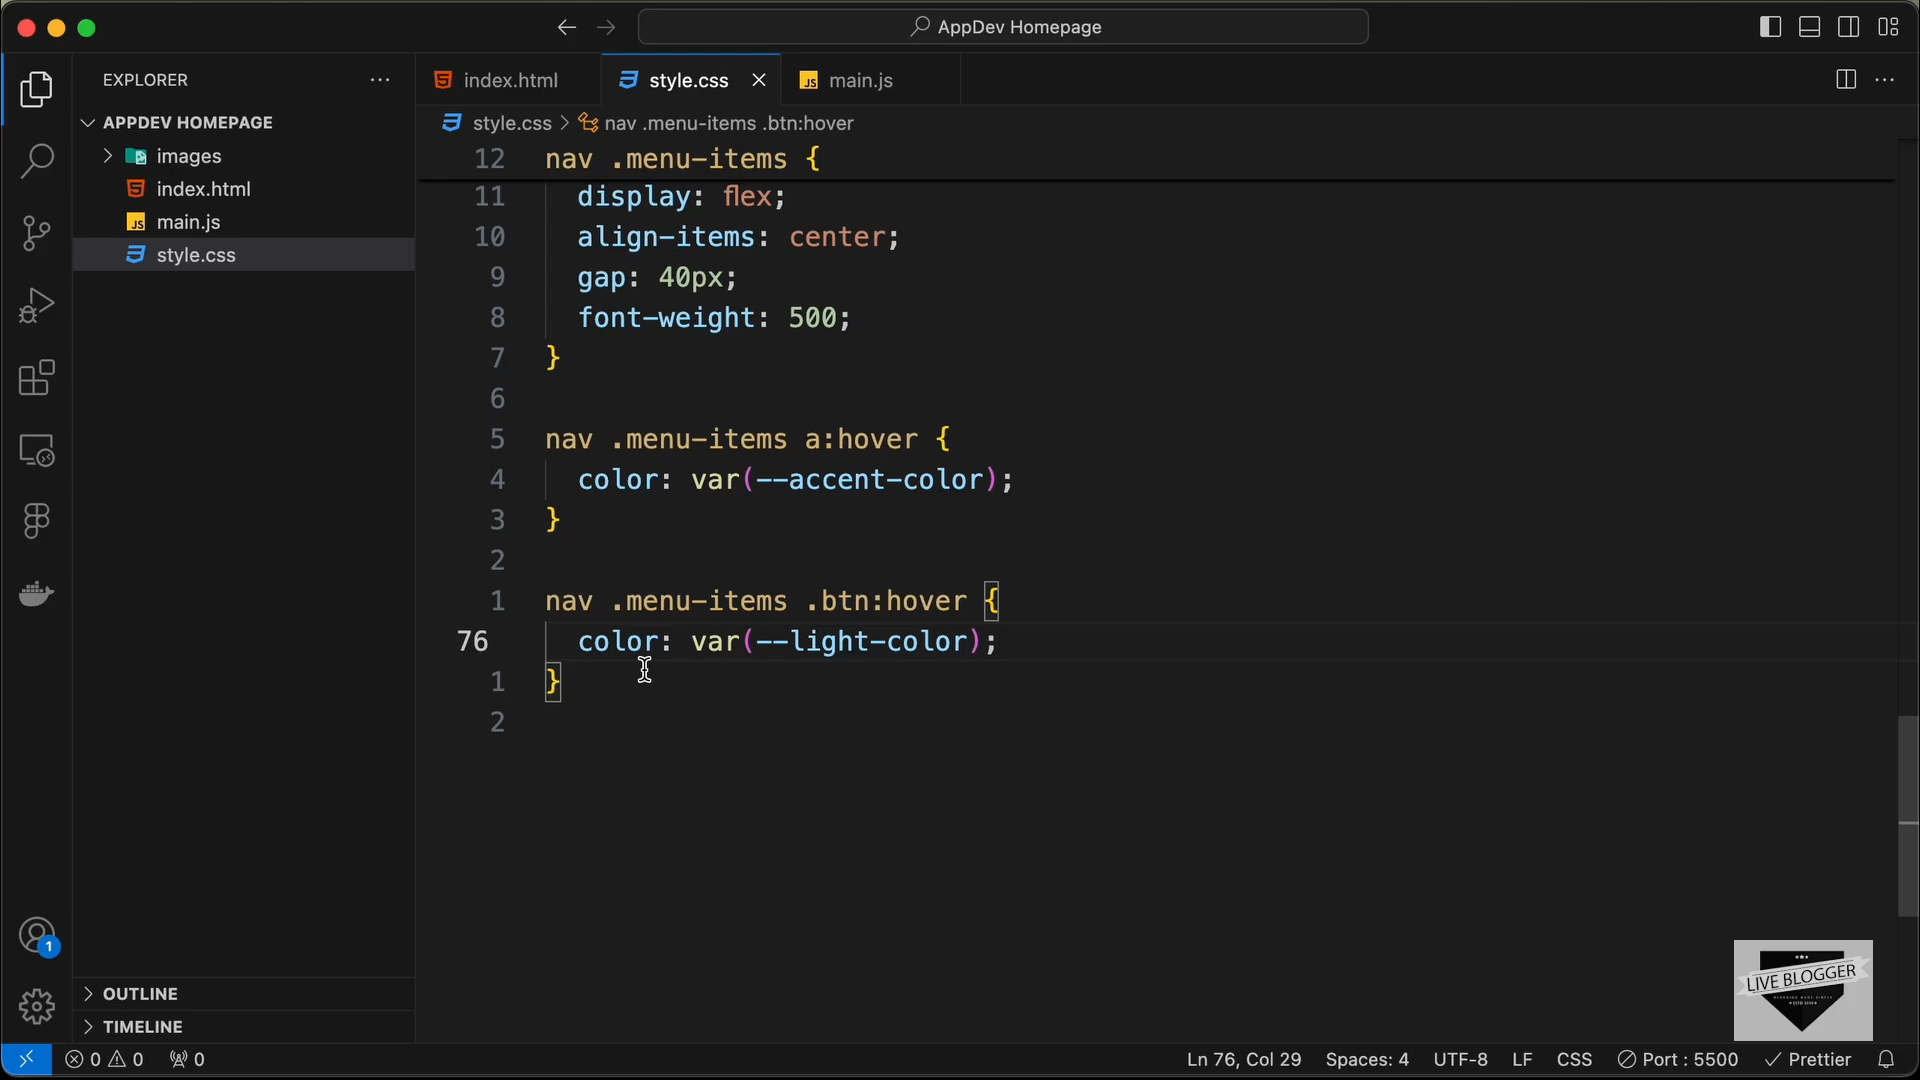 AppDev Homepage
EXPLORER
APPDEV HOMEPAGE
images
index.html
main.js
style.css
OUTLINE
TIMELINE
index.html
style.css
main.js
style.css > nav .menu-items .btn:hover
12 nav .menu-items {
11 display: flex;
10 align-items: center;
9 gap: 40px;
8 font-weight: 500;
7 }
6
5 nav .menu-items a:hover {
4 color: var(--accent-color);
3 }
2
1 nav .menu-items .btn:hover {
76 color: var(--light-color);
1 }
2
1
LIVE BLOGGER
0 0 0
Ln 76, Col 29 Spaces: 4 UTF-8 LF CSS Port : 5500 Prettier